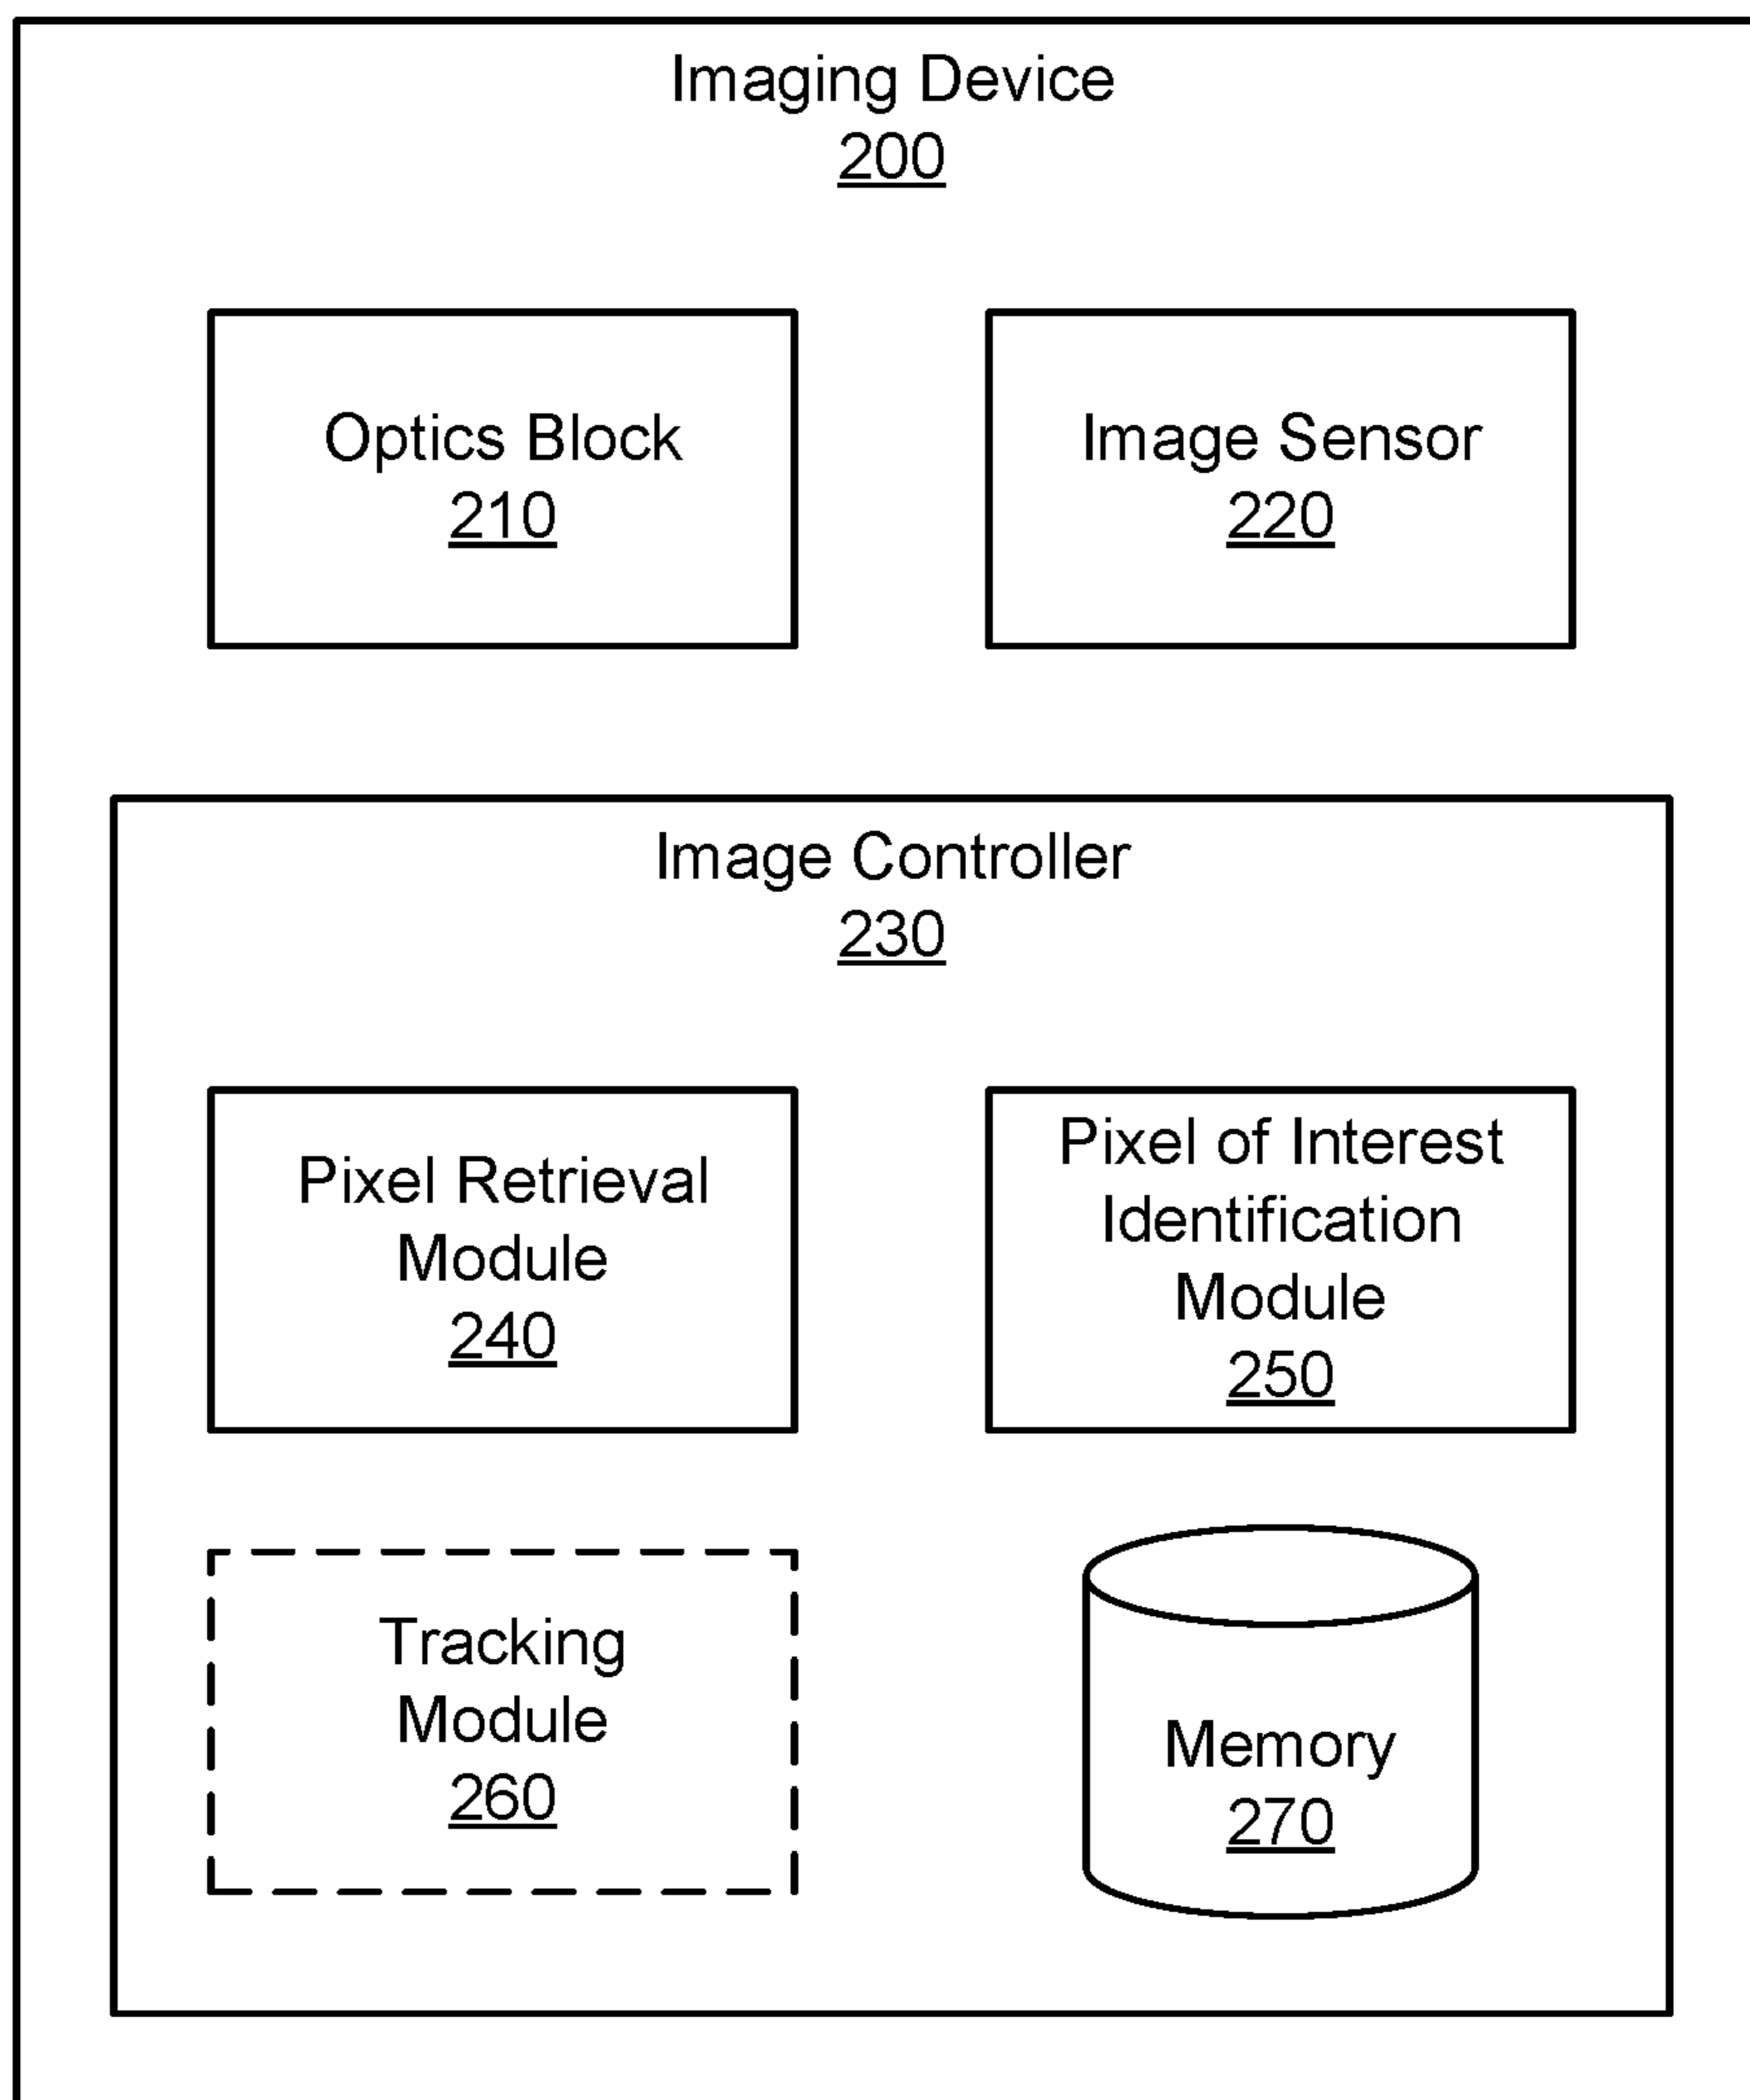 Imaging Device
200
Optics Block
210
Image Sensor
220
Image Controller
230
Pixel Retrieval
Module
240
Pixel of Interest
Identification
Module
250
Tracking
Module
260
Memory
270